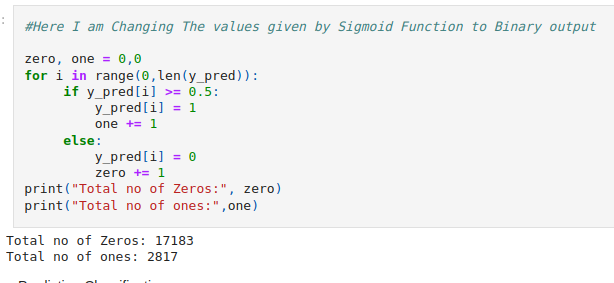 #Here I am Changing The values given by Sigmoid Function to Binary output
zero, one = 0,0
for i in range(0,len(y_pred)):
     if y_pred[i] >= 0.5:
         y_pred[i] = 1
         one += 1
     else:
         y_pred[i] = 0
         zero += 1
print("Total no of Zeros:", zero)
print("Total no of ones:",one)
Total no of Zeros: 17183
Total no of ones: 2817